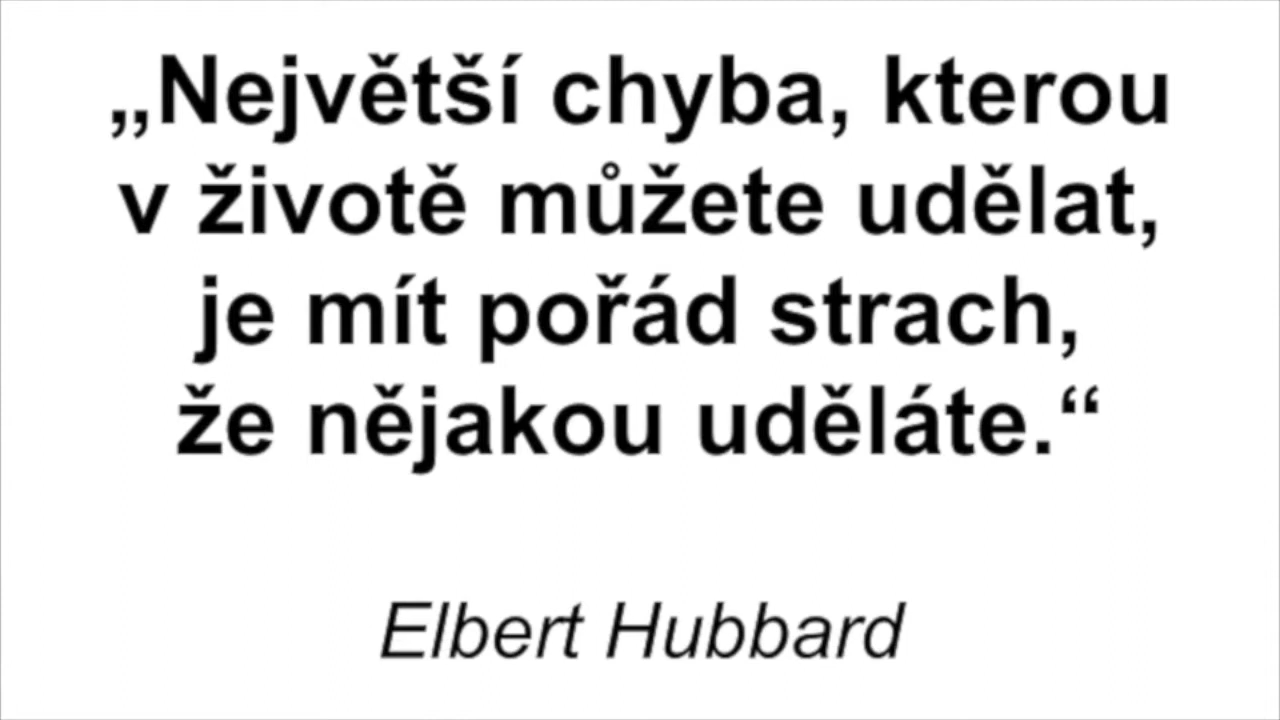 „Největší chyba, kterou
v životě můžete udělat,
je mít pořád strach,
že nějakou uděláte.“
Elbert Hubbard